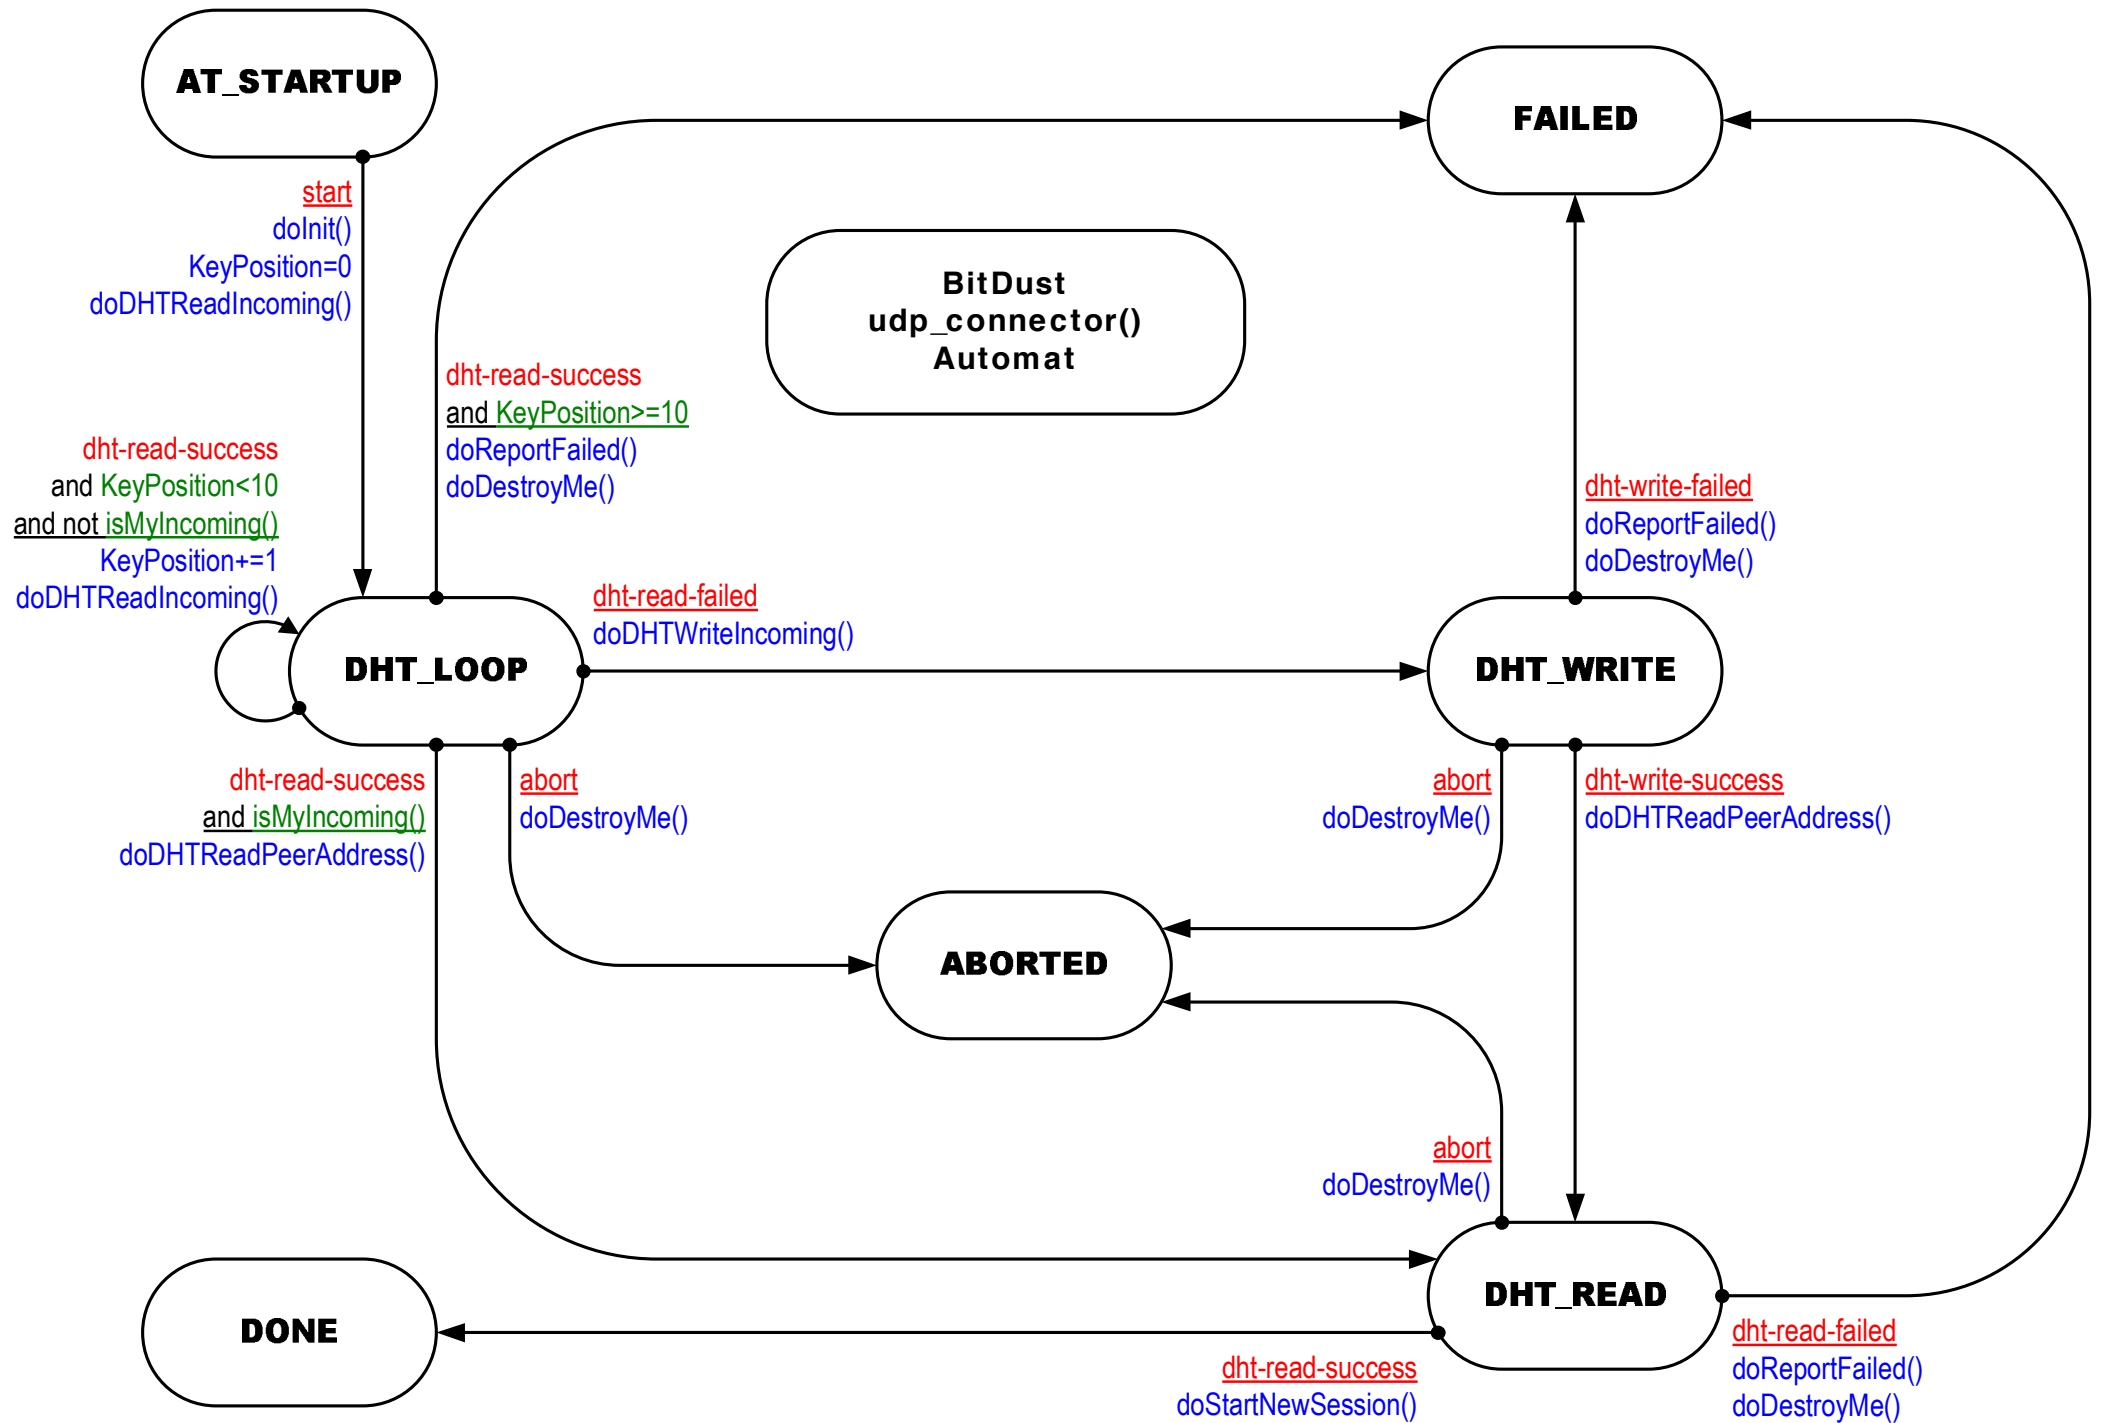 AT_STARTUP
FAILED
start
doInit()
KeyPosition=0
doDHTReadIncoming()
BitDust
udp_connector()
Automat
dht-read-success
and KeyPosition>=10
doReportFailed()
doDestroyMe()
dht-read-success
and KeyPosition<10
and not isMyIncoming()
KeyPosition+=1
doDHTReadIncoming()
dht-write-failed
doReportFailed()
doDestroyMe()
dht-read-failed
doDHTWriteIncoming()
DHT_LOOP
DHT_WRITE
dht-read-success
and isMyIncoming()
doDHTReadPeerAddress()
abort
doDestroyMe()
abort
doDestroyMe()
dht-write-success
doDHTReadPeerAddress()
ABORTED
abort
doDestroyMe()
DHT_READ
DONE
dht-read-success
doStartNewSession()
dht-read-failed
doReportFailed()
doDestroyMe()